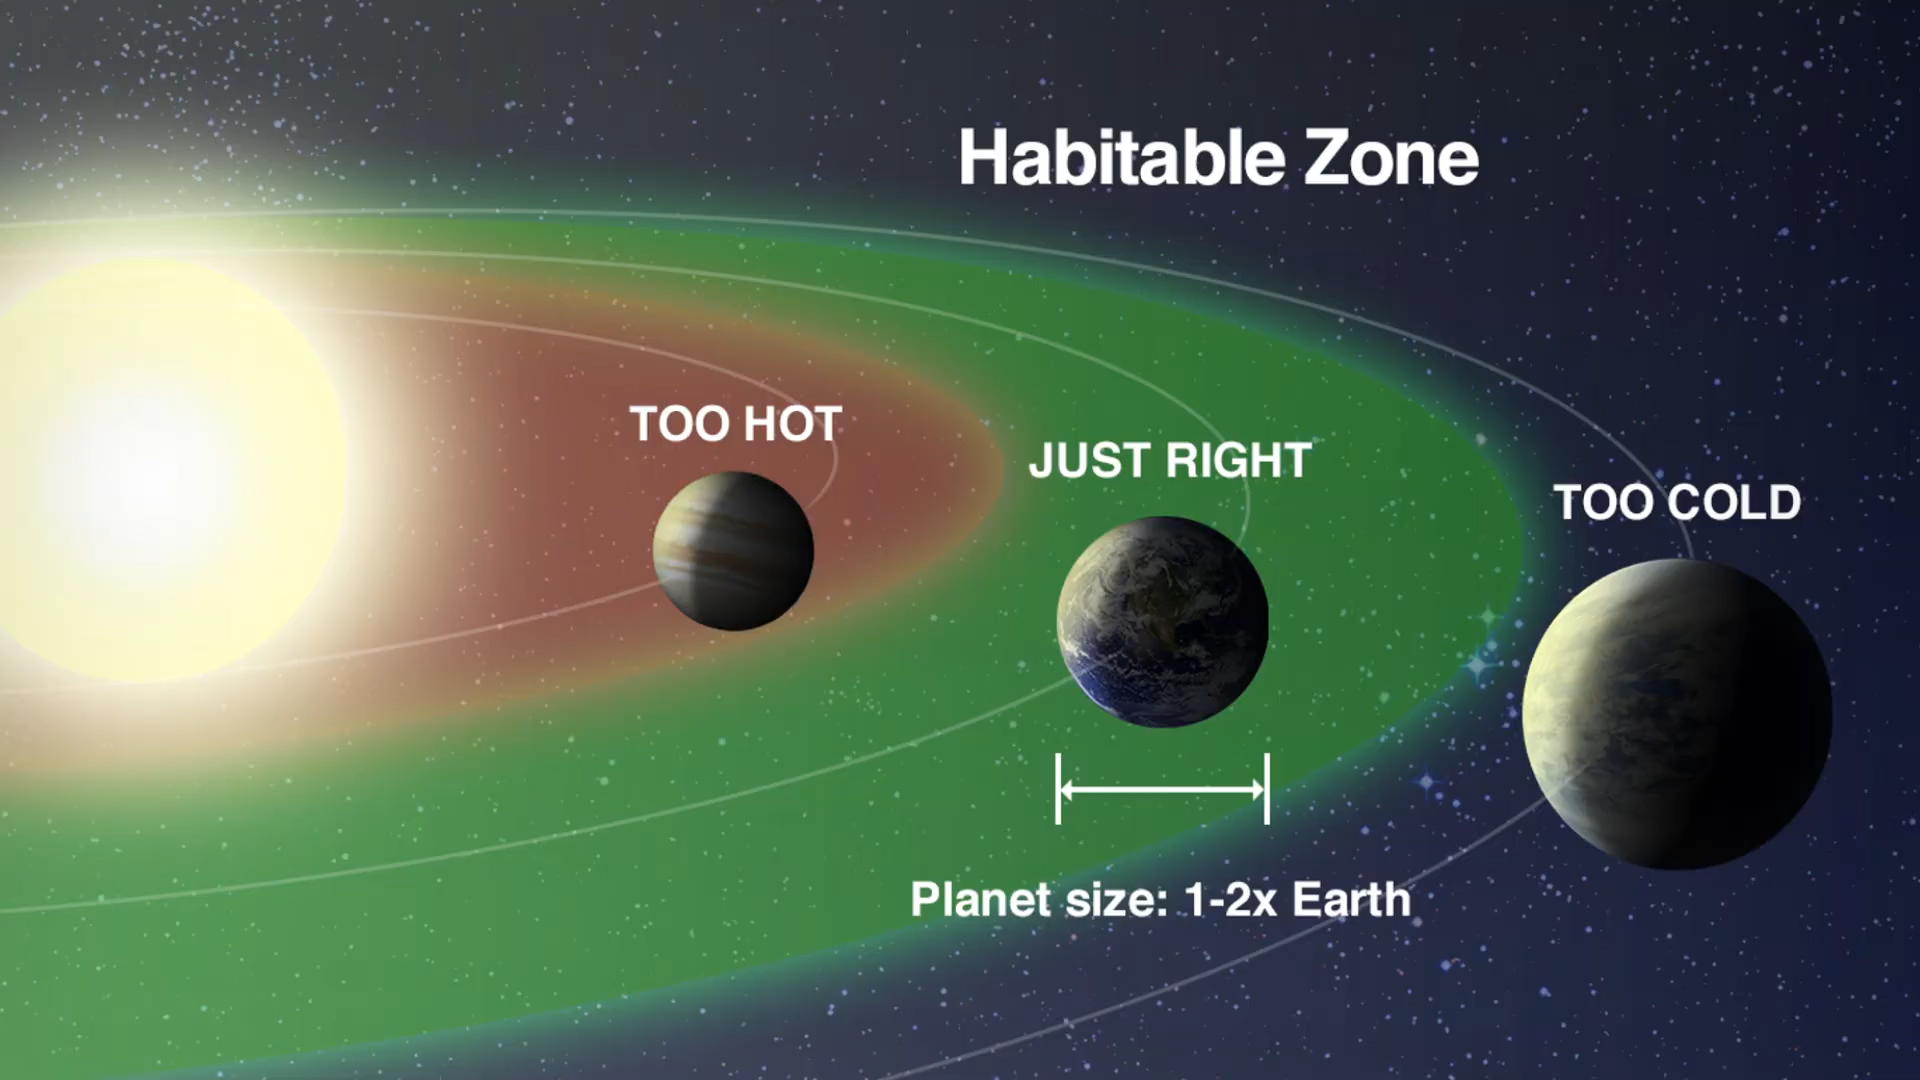 Habitable Zone
TOO HOT
JUST RIGHT
TOO COLD
Planet size: 1-2x Earth